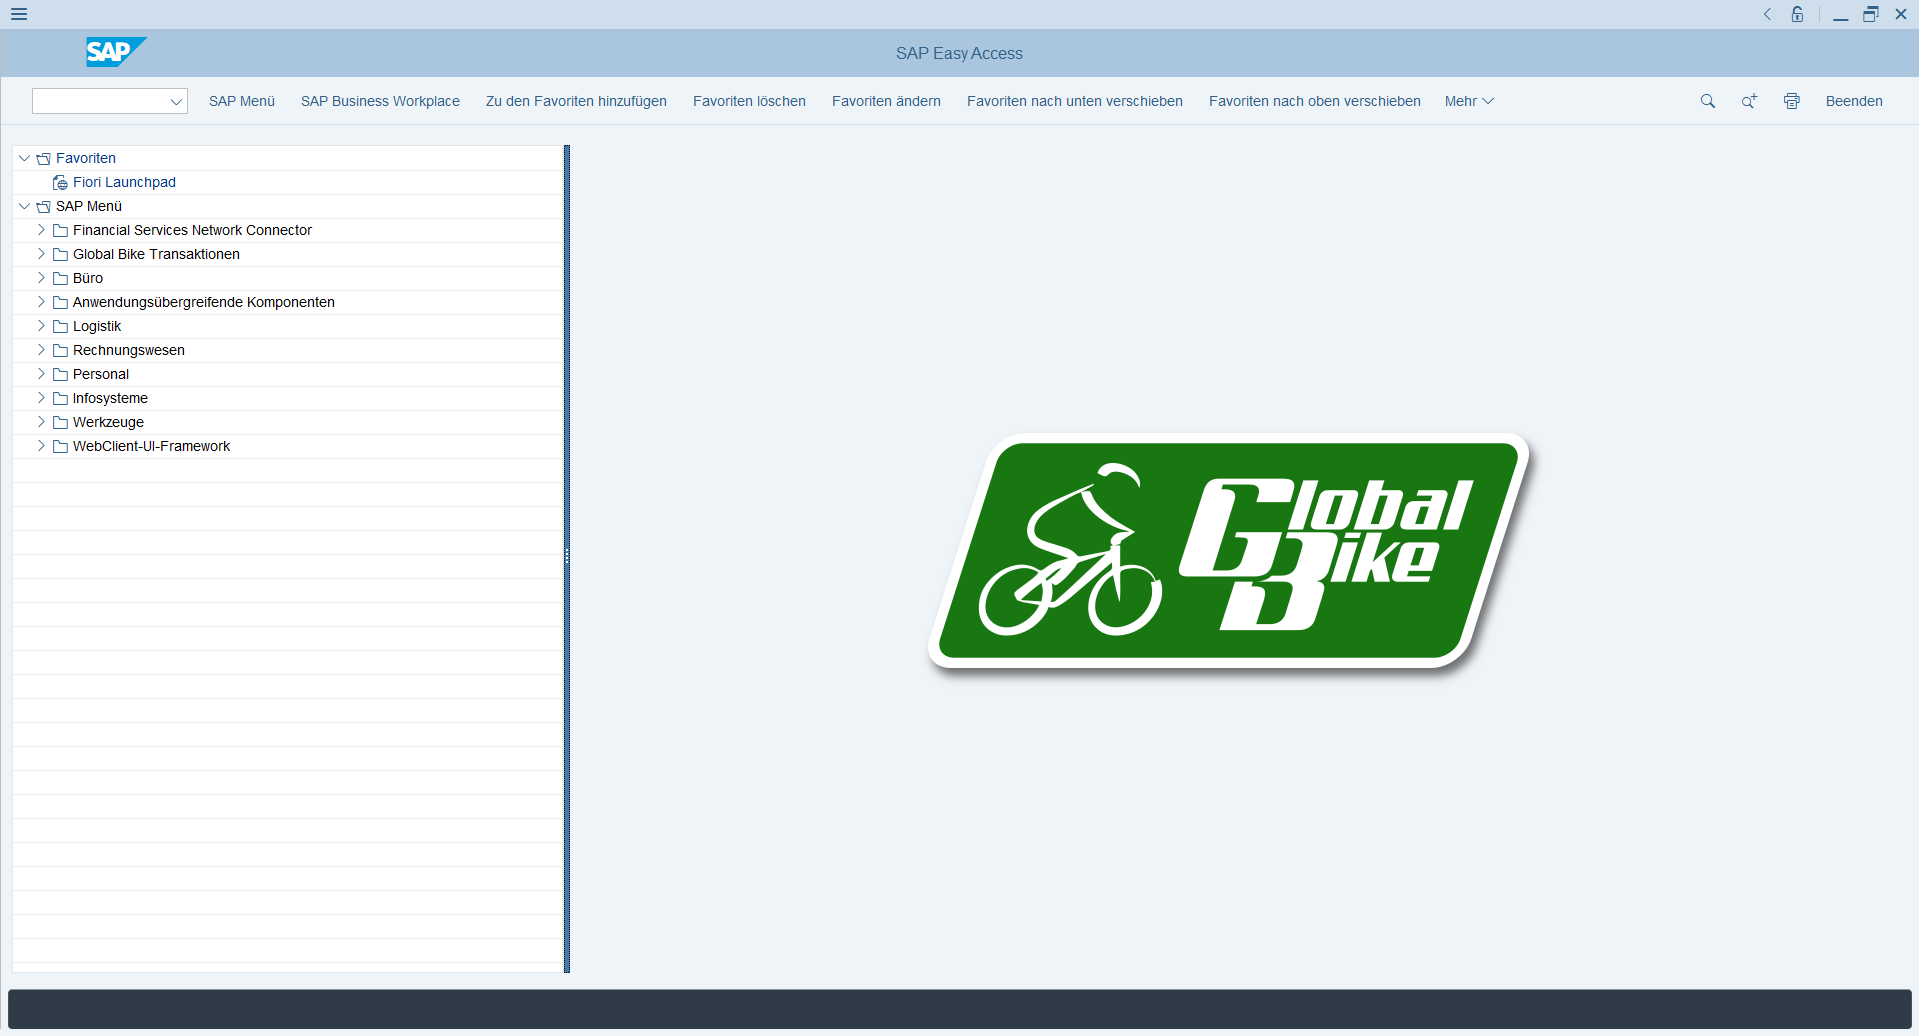 SAP
SAP Easy Access
SAP Menü SAP Business Workplace Zu den Favoriten hinzufügen Favoriten löschen Favoriten ändern Favoriten nach unten verschieben Favoriten nach oben verschieben Mehr Beenden
Favoriten
Fiori Launchpad
SAP Menü
Financial Services Network Connector
Global Bike Transaktionen
Büro
Anwendungsübergreifende Komponenten
Logistik
Rechnungswesen
Personal
Infosysteme
Werkzeuge
WebClient-UI-Framework
Global
Bike